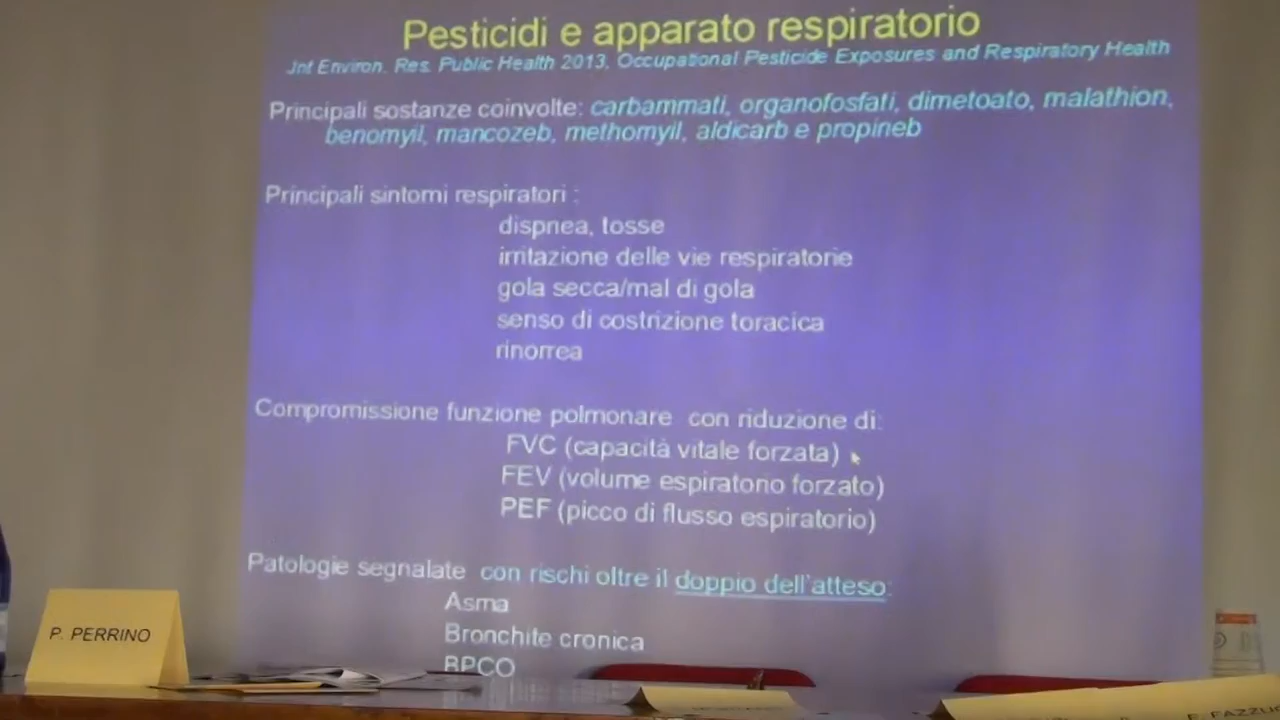 Pesticidi e apparato respiratorio
Jnt Environ. Res. Public Health 2013, Occupational Pesticide Exposures and Respiratory Health
Principali sostanze coinvolte: carbammati, organofosfati, dimetoato, malathion,
benomyil, mancozeb, methomyil, aldicarb e propineb
Principali sintomi respiratori :
dispnea, tosse
irritazione delle vie respiratorie
gola secca/mal di gola
senso di costrizione toracica
rinorrea
Compromissione funzione polmonare con riduzione di:
FVC (capacità vitale forzata)
FEV (volume espiratorio forzato)
PEF (picco di flusso espiratorio)
Patologie segnalate con rischi oltre il doppio dell'atteso:
Asma
Bronchite cronica
BPCO
P. PERRINO